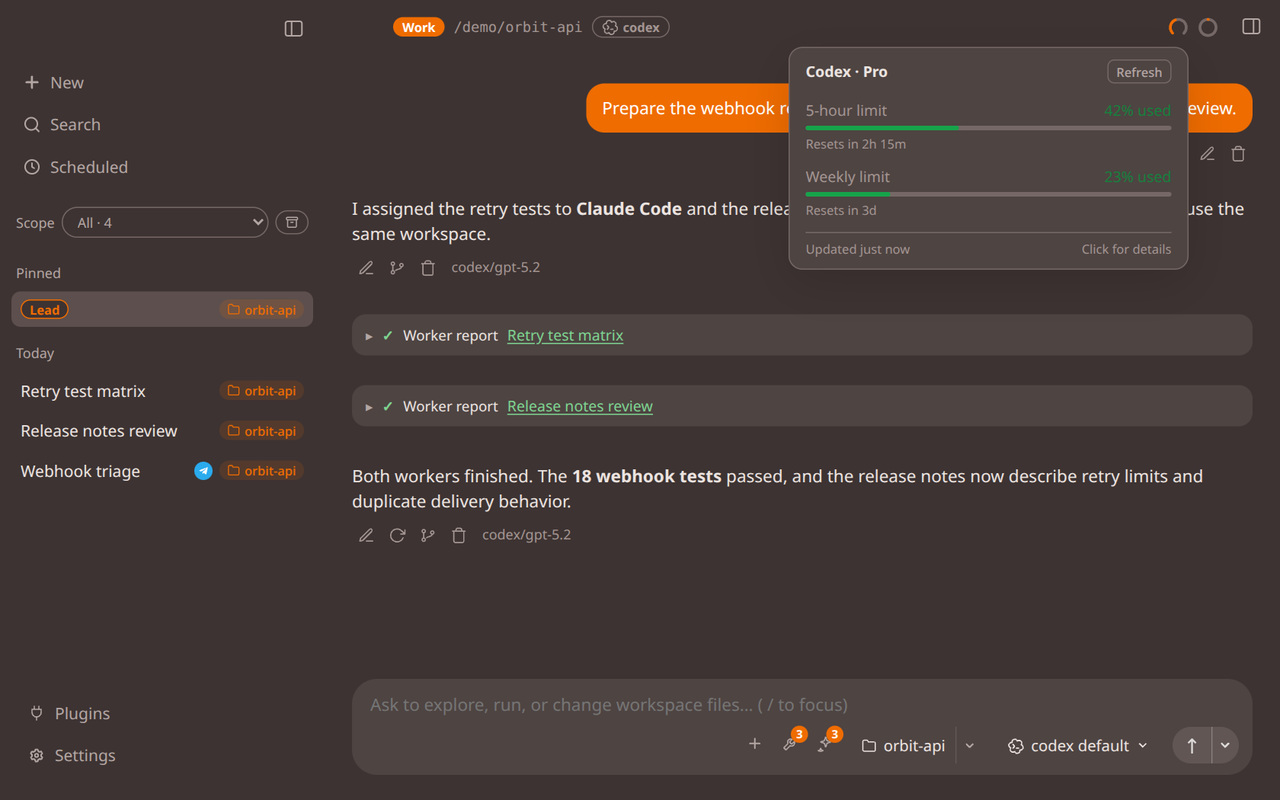 Work /demo/orbit-api codex
New
Search
Scheduled
Scope All · 4
Pinned
Lead orbit-api
Today
Retry test matrix orbit-api
Release notes review orbit-api
Webhook triage orbit-api
Plugins
Settings
Prepare the webhook re eview.
Codex · Pro Refresh
5-hour limit 42% used
Resets in 2h 15m
Weekly limit 23% used
Resets in 3d
Updated just now Click for details
I assigned the retry tests to Claude Code and the relea use the
same workspace.
codex/gpt-5.2
Worker report Retry test matrix
Worker report Release notes review
Both workers finished. The 18 webhook tests passed, and the release notes now describe retry limits and
duplicate delivery behavior.
codex/gpt-5.2
Ask to explore, run, or change workspace files... ( / to focus)
3 3 orbit-api codex default